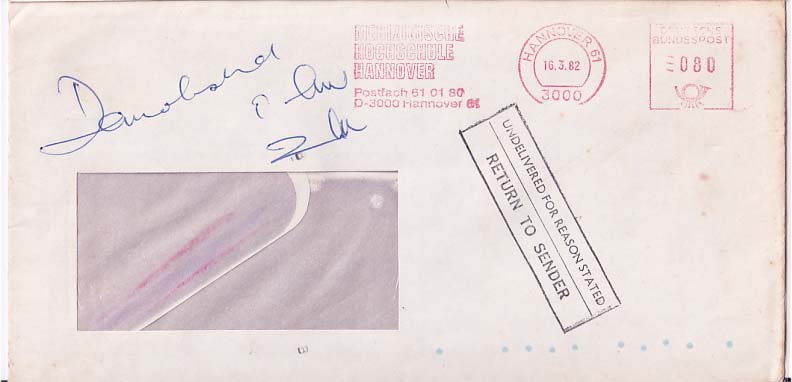 MEDIZINISCHE
HOCHSCHULE
HANNOVER
Postfach 61 01 80
D-3000 Hannover 61
HANNOVER 61
16.3.82
3000
DEUTSCHE
BUNDESPOST
080
UNDELIVERED FOR REASON STATED
RETURN TO SENDER